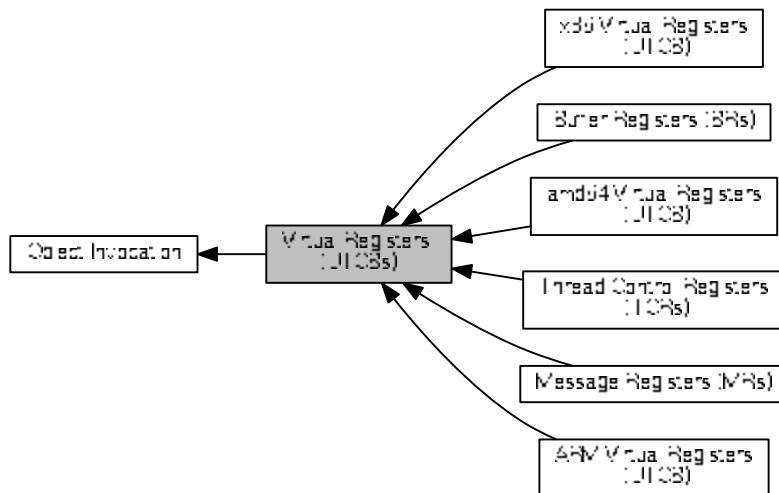 x86 Virtual Registers
(UTCB)
Buffer Registers (BRs)
amd64 Virtual Registers
(UTCB)
Virtual Registers
(UTCBs)
Object Invocation
Thread Control Registers
(TCRs)
Message Registers (MRs)
ARM Virtual Registers
(UTCB)